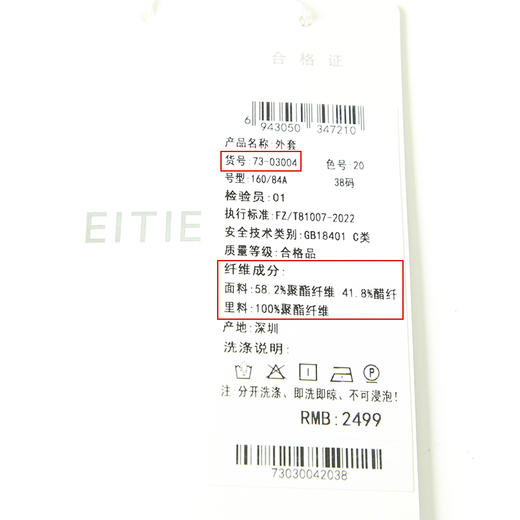 合格证
6 943050 347210
产品名称:外套
货号:73-03004 色号:20
号型:160/84A 38码
检验员:01
执行标准:FZ/T81007-2022
安全技术类别:GB18401 C类
质量等级:合格品
纤维成分:
面料:58.2%聚酯纤维 41.8%醋纤
里料:100%聚酯纤维
产地:深圳
洗涤说明:
注:分开洗涤、即洗即晾、不可浸泡!
RMB:2499
73030042038
EITIE